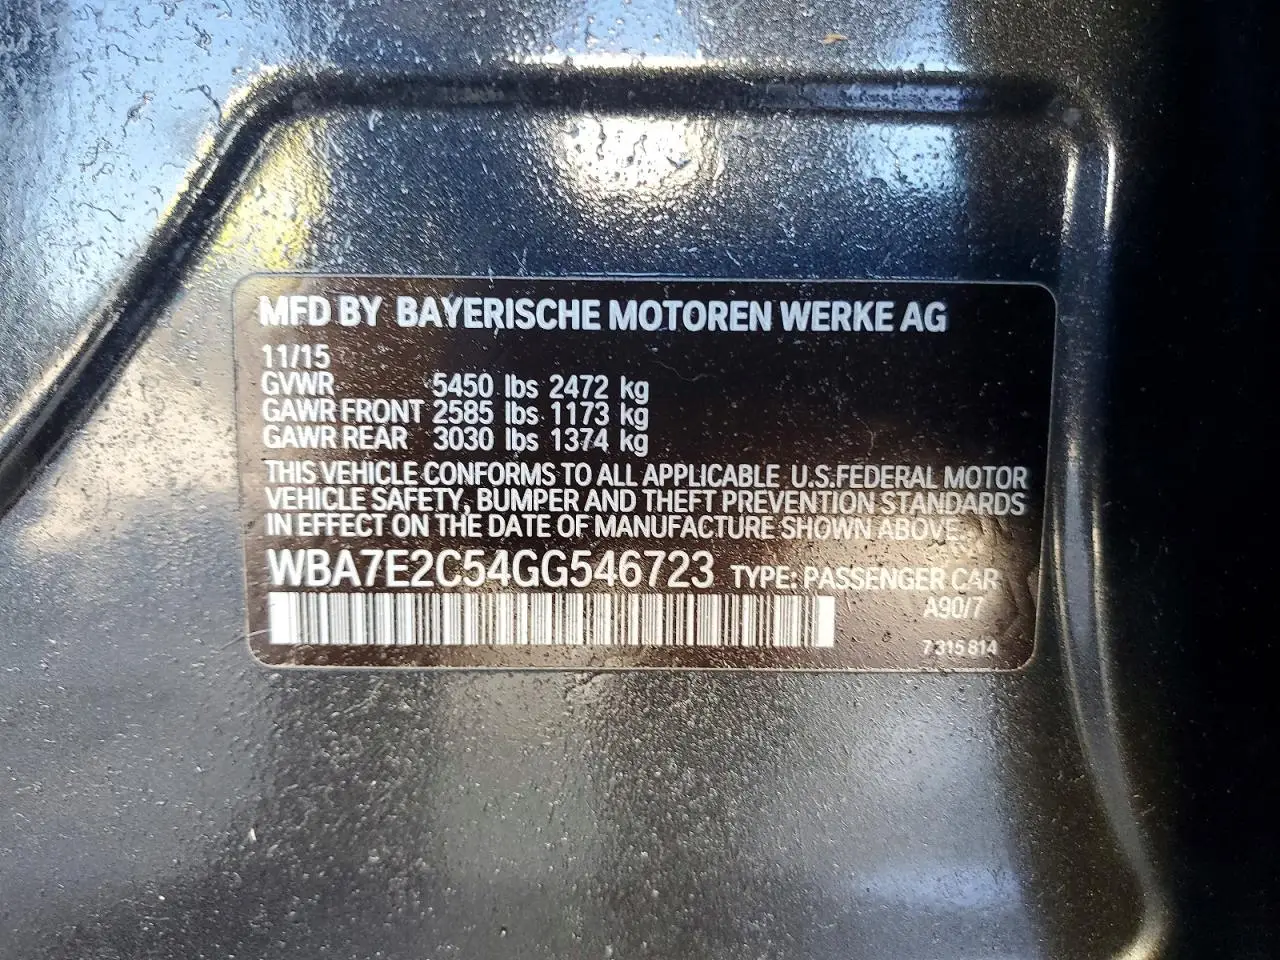 MFD BY BAYERISCHE MOTOREN WERKE AG
11/15
GVWR 5450 lbs 2472 kg
GAWR FRONT 2585 lbs 1173 kg
GAWR REAR 3030 lbs 1374 kg
THIS VEHICLE CONFORMS TO ALL APPLICABLE U.S.FEDERAL MOTOR
VEHICLE SAFETY, BUMPER AND THEFT PREVENTION STANDARDS
IN EFFECT ON THE DATE OF MANUFACTURE SHOWN ABOVE.
WBA7E2C54GG546723 TYPE: PASSENGER CAR
A90/7
7 315 814